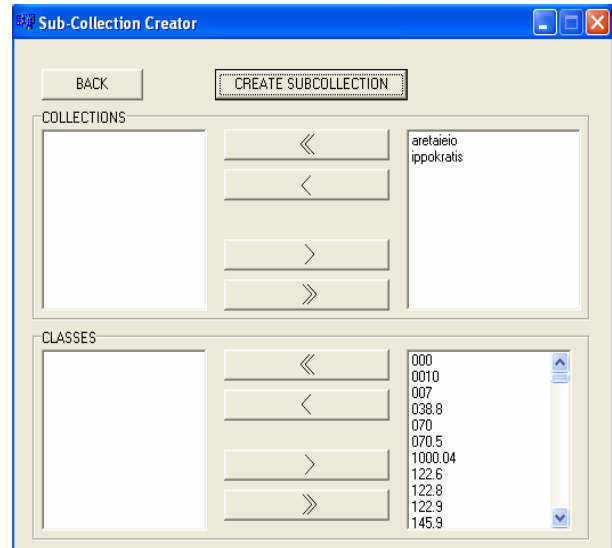 Sub-Collection Creator
BACK
CREATE SUBCOLLECTION
COLLECTIONS
aretaieio
ippokratis
CLASSES
000
0010
007
038.8
070
070.5
1000.04
122.6
122.8
122.9
145.9